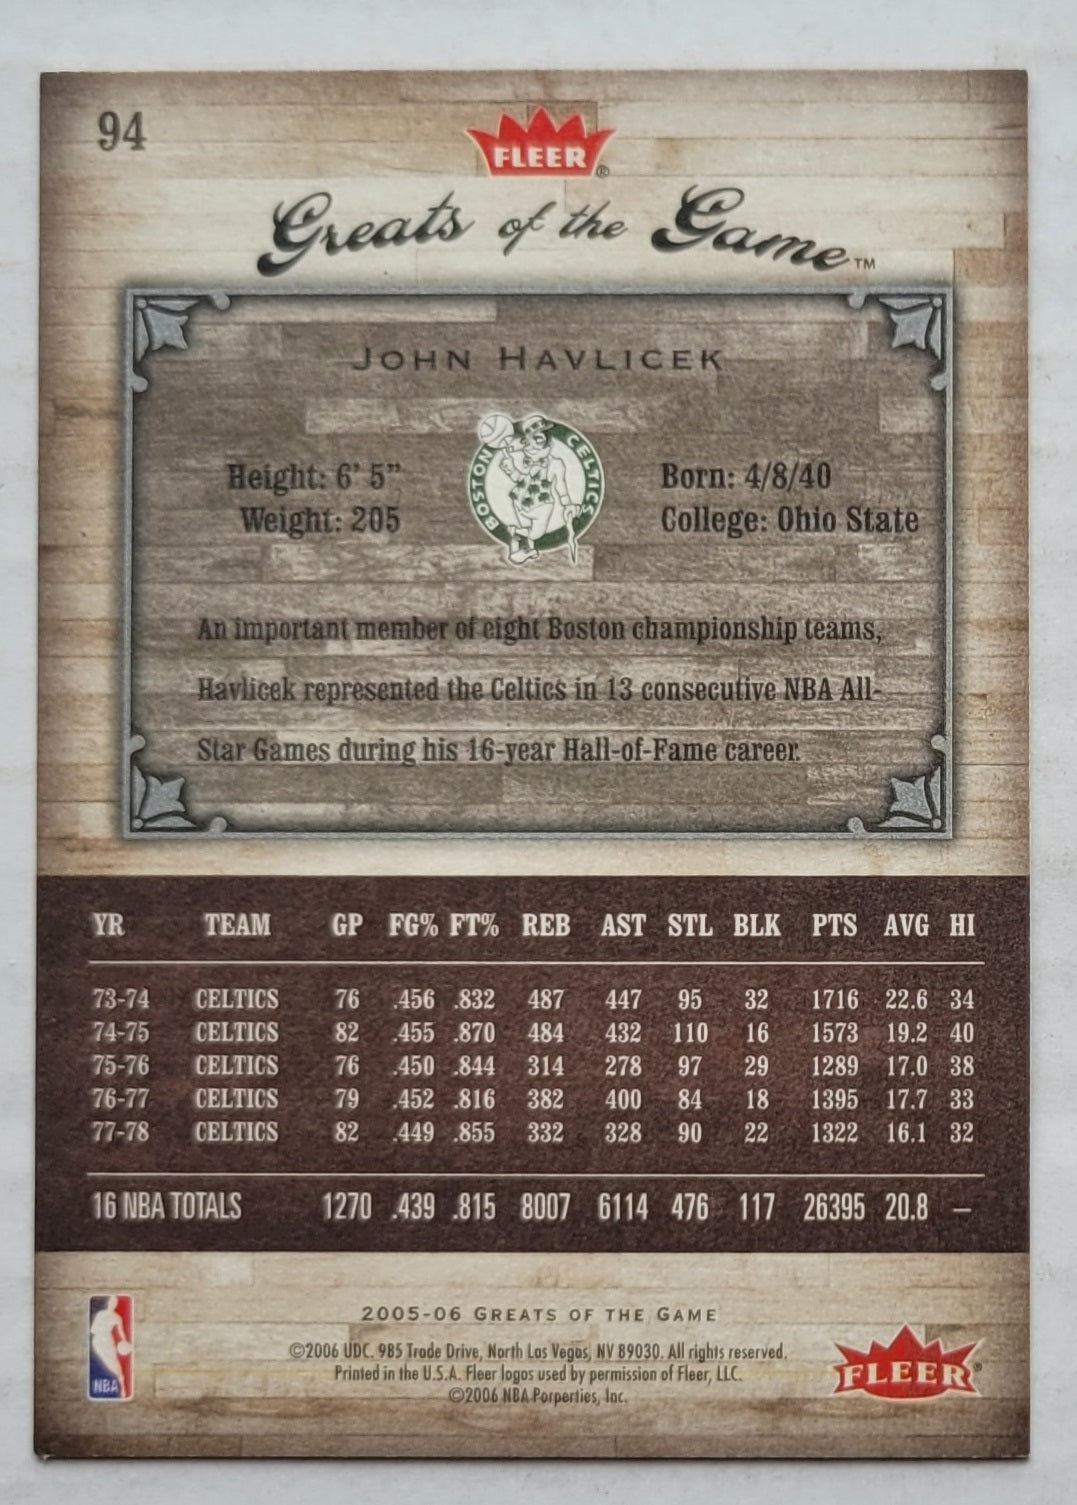 94
FLEER®
Greats of the Game™
JOHN HAVLICEK
BOSTON CELTICS
Height: 6' 5" Born: 4/8/40
Weight: 205 College: Ohio State
An important member of eight Boston championship teams,
Havlicek represented the Celtics in 13 consecutive NBA All-
Star Games during his 16-year Hall-of-Fame career.
YR TEAM GP FG% FT% REB AST STL BLK PTS AVG HI
73-74 CELTICS 76 .456 .832 487 447 95 32 1716 22.6 34
74-75 CELTICS 82 .455 .870 484 432 110 16 1573 19.2 40
75-76 CELTICS 76 .450 .844 314 278 97 29 1289 17.0 38
76-77 CELTICS 79 .452 .816 382 400 84 18 1395 17.7 33
77-78 CELTICS 82 .449 .855 332 328 90 22 1322 16.1 32
16 NBA TOTALS 1270 .439 .815 8007 6114 476 117 26395 20.8 –
2005-06 GREATS OF THE GAME
©2006 UDC. 985 Trade Drive, North Las Vegas, NV 89030. All rights reserved.
Printed in the U.S.A. Fleer logos used by permission of Fleer, LLC.
©2006 NBA Porperties, Inc.
NBA
FLEER®